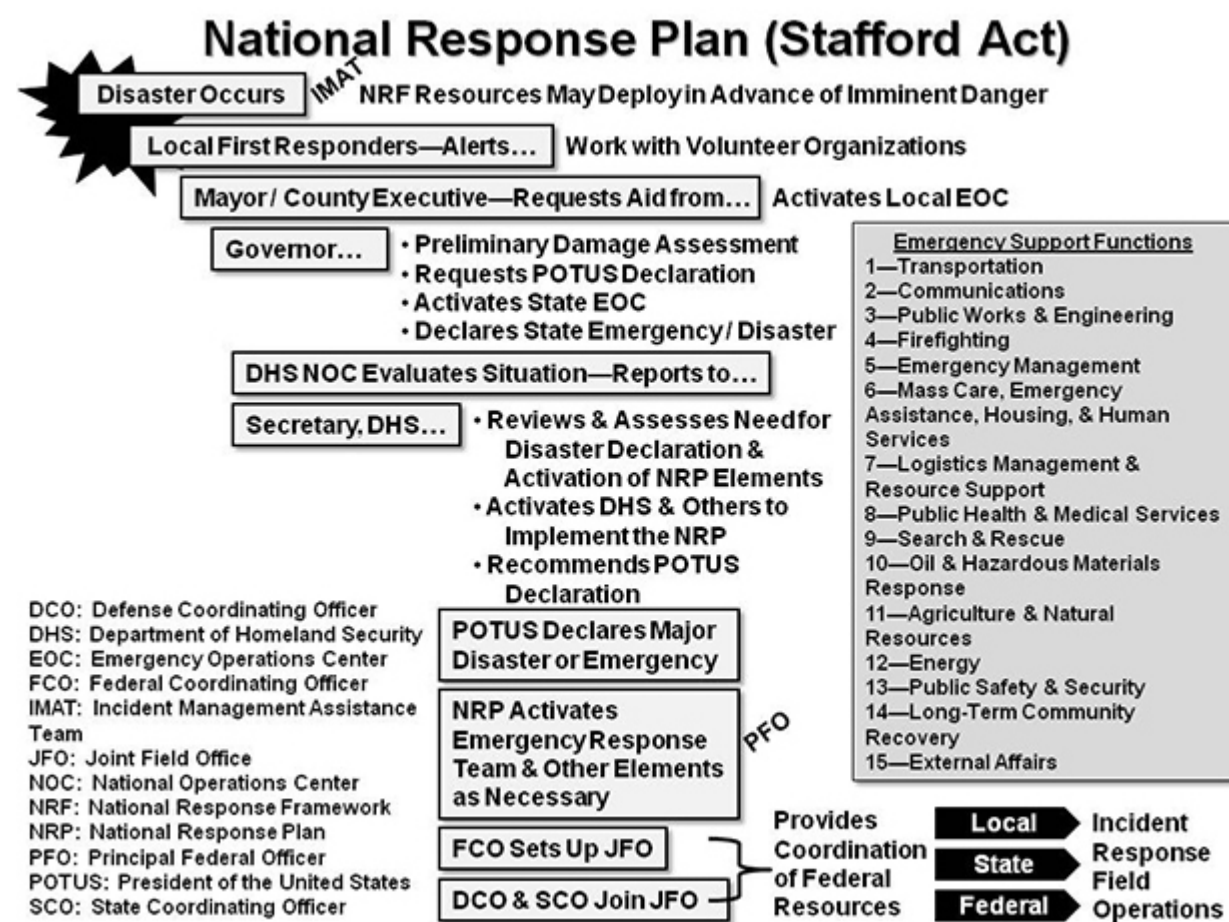 National Response Plan (Stafford Act)
Disaster Occurs
IMAT
NRF Resources May Deploy in Advance of Imminent Danger
Local First Responders—Alerts…
Work with Volunteer Organizations
Mayor / County Executive—Requests Aid from…
Activates Local EOC
Governor…
• Preliminary Damage Assessment
• Requests POTUS Declaration
• Activates State EOC
• Declares State Emergency / Disaster
DHS NOC Evaluates Situation—Reports to…
Secretary, DHS…
• Reviews & Assesses Need for
Disaster Declaration &
Activation of NRP Elements
• Activates DHS & Others to
Implement the NRP
• Recommends POTUS
Declaration
Emergency Support Functions
1—Transportation
2—Communications
3—Public Works & Engineering
4—Firefighting
5—Emergency Management
6—Mass Care, Emergency
Assistance, Housing, & Human
Services
7—Logistics Management &
Resource Support
8—Public Health & Medical Services
9—Search & Rescue
10—Oil & Hazardous Materials
Response
11—Agriculture & Natural
Resources
12—Energy
13—Public Safety & Security
14—Long-Term Community
Recovery
15—External Affairs
DCO: Defense Coordinating Officer
DHS: Department of Homeland Security
EOC: Emergency Operations Center
FCO: Federal Coordinating Officer
IMAT: Incident Management Assistance
Team
JFO: Joint Field Office
NOC: National Operations Center
NRF: National Response Framework
NRP: National Response Plan
PFO: Principal Federal Officer
POTUS: President of the United States
SCO: State Coordinating Officer
POTUS Declares Major
Disaster or Emergency
NRP Activates
Emergency Response
Team & Other Elements
as Necessary
PFO
FCO Sets Up JFO
DCO & SCO Join JFO
Provides
Coordination
of Federal
Resources
Local
State
Federal
Incident
Response
Field
Operations